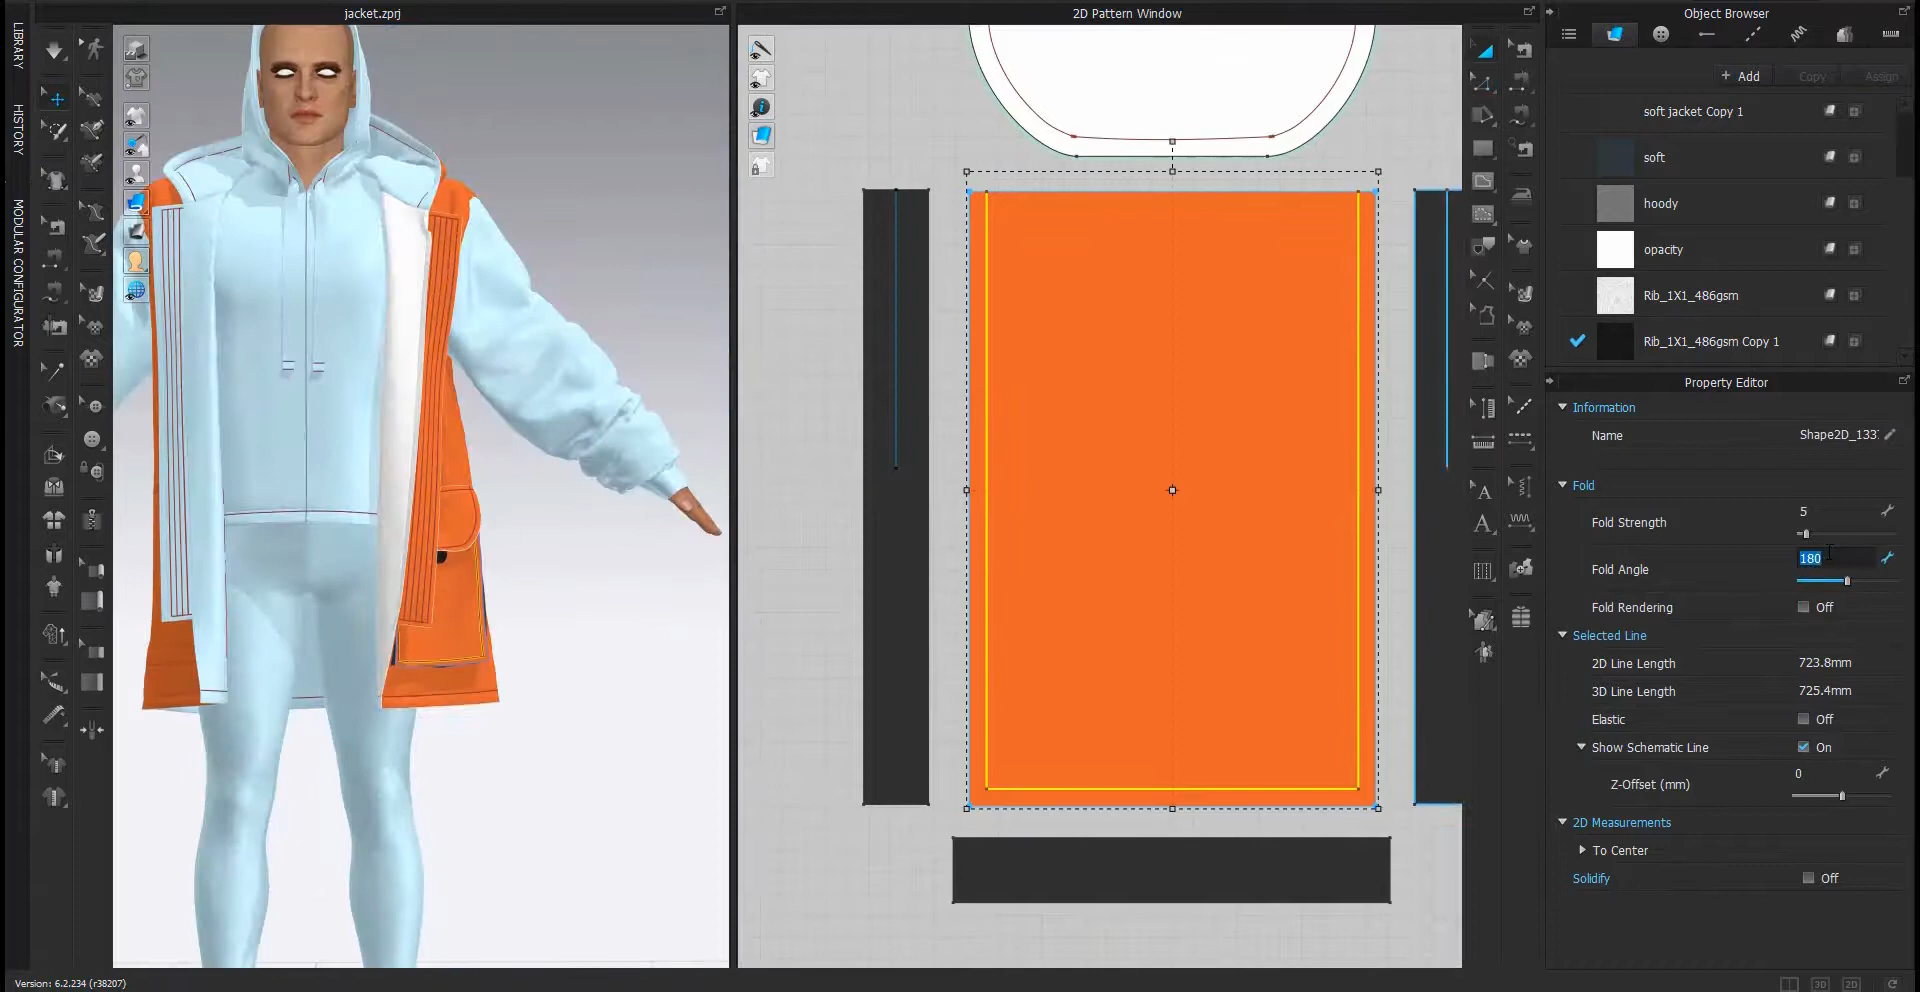 jacket.zprj
2D Pattern Window
Object Browser
LIBRARY
HISTORY
MODULAR CONFIGURATOR
+ Add
Copy
Assign
soft jacket Copy 1
soft
hoody
opacity
Rib_1X1_486gsm
Rib_1X1_486gsm Copy 1
Property Editor
Information
Name
Shape2D_133
Fold
Fold Strength
5
Fold Angle
180
Fold Rendering
Off
Selected Line
2D Line Length
723.8mm
3D Line Length
725.4mm
Elastic
Off
Show Schematic Line
On
Z-Offset (mm)
0
2D Measurements
To Center
Solidify
Off
A
A
Version: 6.2.234 (r38207)
3D
2D